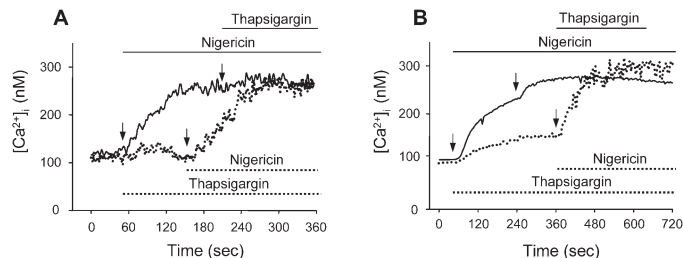 A
Thapsigargin
Nigericin
[Ca2+]i (nM)
300
200
100
0
Nigericin
Thapsigargin
0 60 120 180 240 300 360
Time (sec)
B
Thapsigargin
Nigericin
[Ca2+]i (nM)
300
200
100
0
Nigericin
Thapsigargin
0 120 240 360 480 600 720
Time (sec)